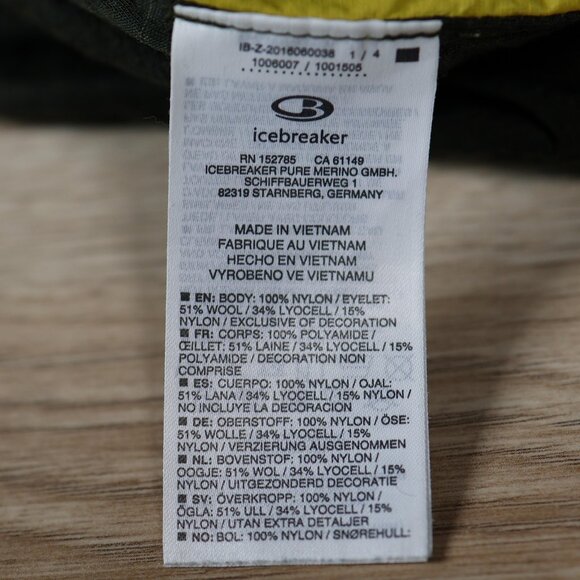 IB-Z-2016060038 1 / 4
1006007 / 1001505
icebreaker
RN 152785 CA 61149
ICEBREAKER PURE MERINO GMBH.
SCHIFFBAUERWEG 1
82319 STARNBERG, GERMANY
MADE IN VIETNAM
FABRIQUE AU VIETNAM
HECHO EN VIETNAM
VYROBENO VE VIETNAMU
EN: BODY: 100% NYLON / EYELET:
51% WOOL / 34% LYOCELL / 15%
NYLON / EXCLUSIVE OF DECORATION
FR: CORPS: 100% POLYAMIDE /
ŒILLET: 51% LAINE / 34% LYOCELL / 15%
POLYAMIDE / DECORATION NON
COMPRISE
ES: CUERPO: 100% NYLON / OJAL:
51% LANA / 34% LYOCELL / 15% NYLON /
NO INCLUYE LA DECORACION
DE: OBERSTOFF: 100% NYLON / ÖSE:
51% WOLLE / 34% LYOCELL / 15%
NYLON / VERZIERUNG AUSGENOMMEN
NL: BOVENSTOF: 100% NYLON /
OOGJE: 51% WOL / 34% LYOCELL / 15%
NYLON / UITGEZONDERD DECORATIE
SV: ÖVERKROPP: 100% NYLON /
ÖGLA: 51% ULL / 34% LYOCELL / 15%
NYLON / UTAN EXTRA DETALJER
NO: BOL: 100% NYLON / SNØREHULL: